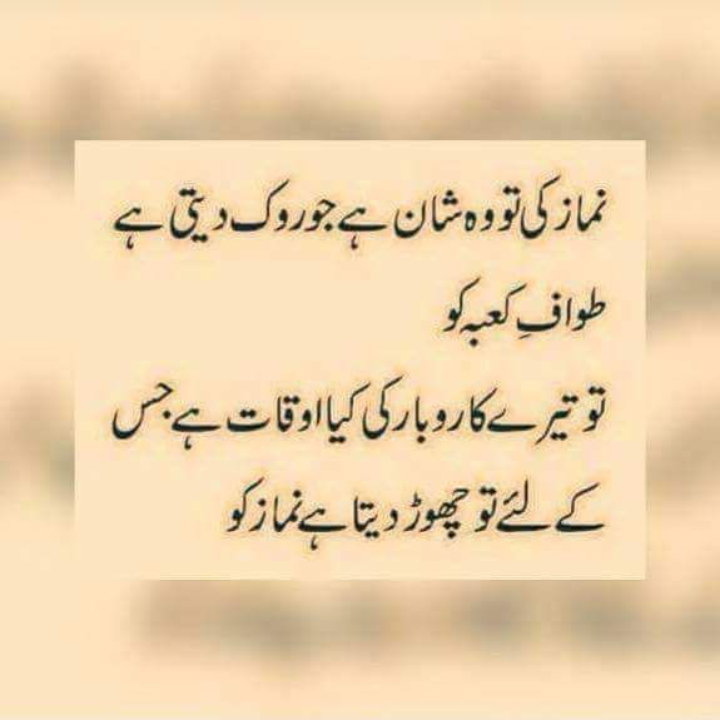 نماز کی تو وہ شان ہے جو روک دیتی ہے
طوافِ کعبہ کو
تو تیرے کاروبار کی کیا اوقات ہے جس
کے لئے تو چھوڑ دیتا ہے نماز کو